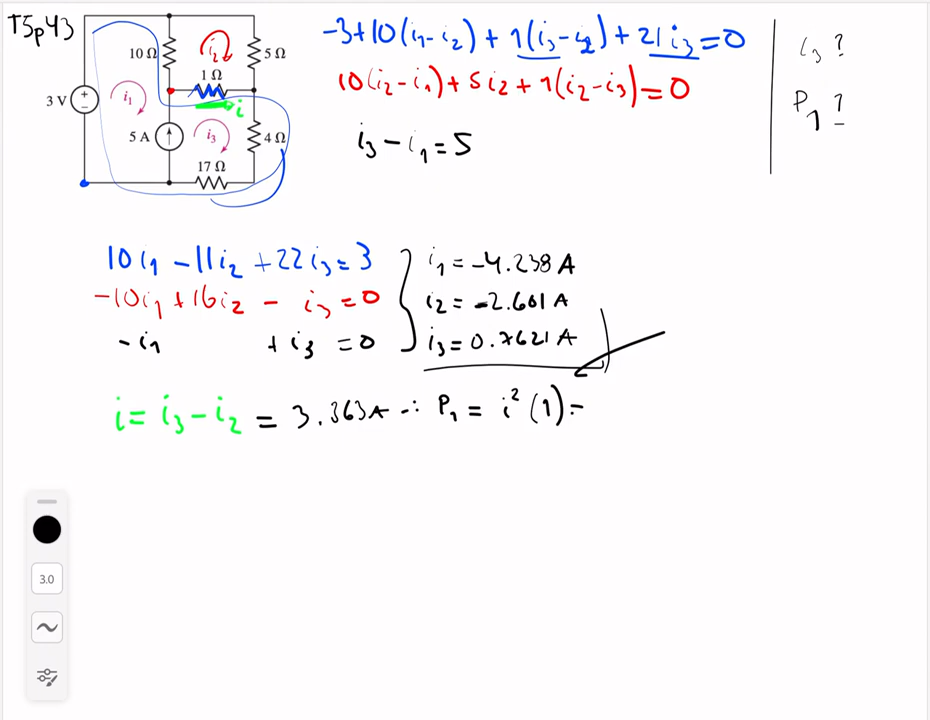 T5p43
10 Ω
i₂
5 Ω
1 Ω
3 V
+
−
i₁
i
5 A
i₃
4 Ω
17 Ω
-3+10(i₁-i₂) + 1(i₃-i₂) + 21i₃=0
10(i₂-i₁)+5i₂+1(i₂-i₃)=0
i₃-i₁=5
i₃?
P₁?
10i₁-11i₂+22i₃=3
-10i₁+16i₂-i₃=0
-i₁ +i₃=0
i₁=-4.238A
i₂=-2.601A
i₃=0.7621A
i=i₃-i₂=3.363A ∴ P₁=i²(1)=
3.0